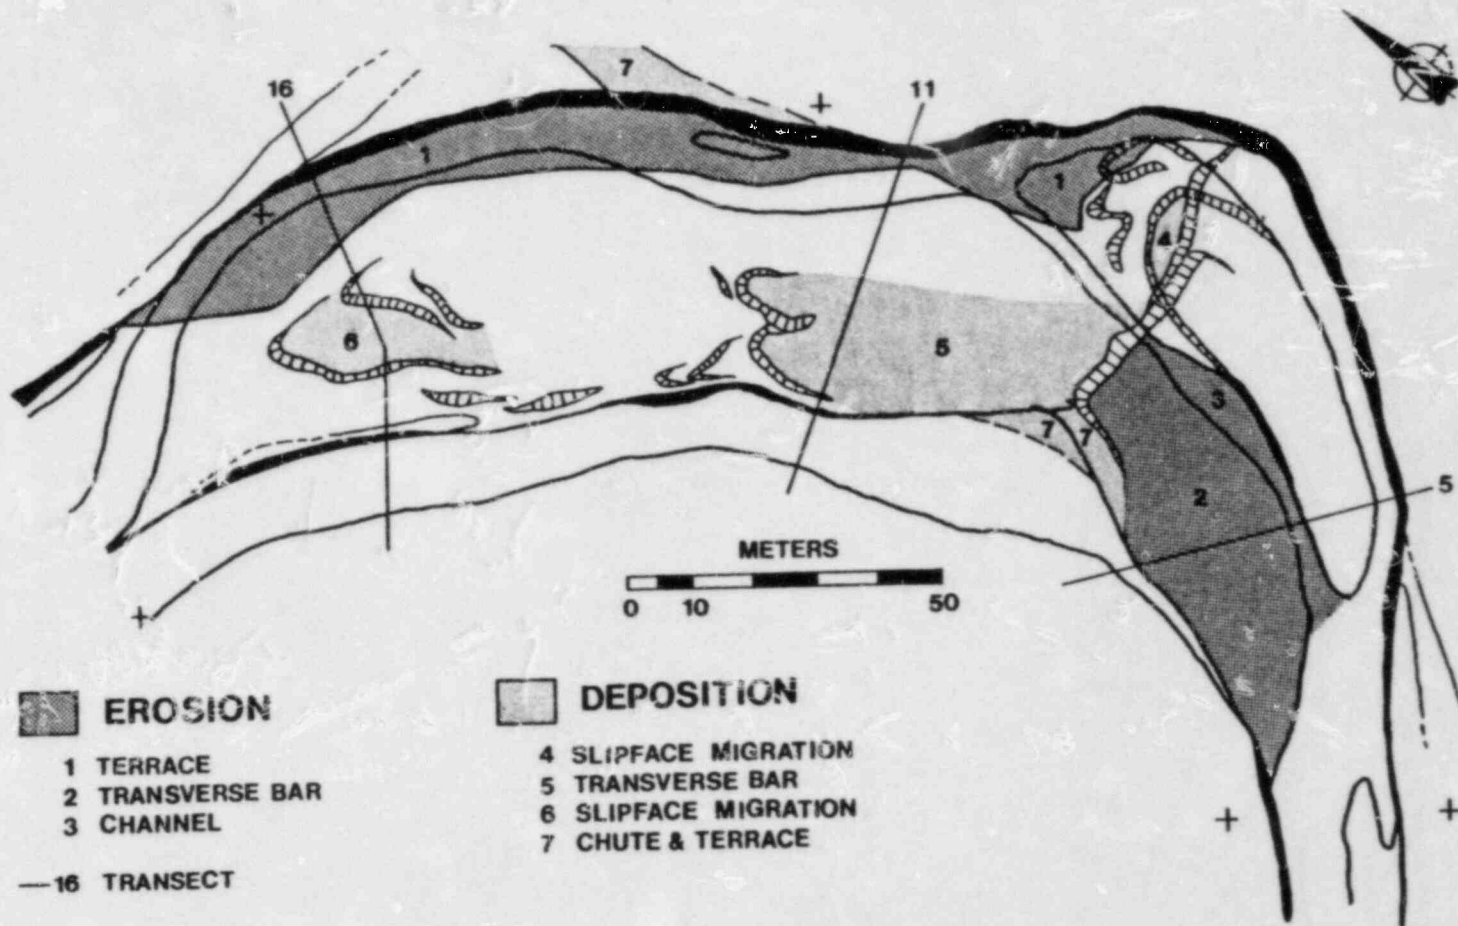 16
7
11
1
1
4
6
5
3
7
7
2
5
METERS
0 10 50
EROSION
1 TERRACE
2 TRANSVERSE BAR
3 CHANNEL
—16 TRANSECT
DEPOSITION
4 SLIPFACE MIGRATION
5 TRANSVERSE BAR
6 SLIPFACE MIGRATION
7 CHUTE & TERRACE